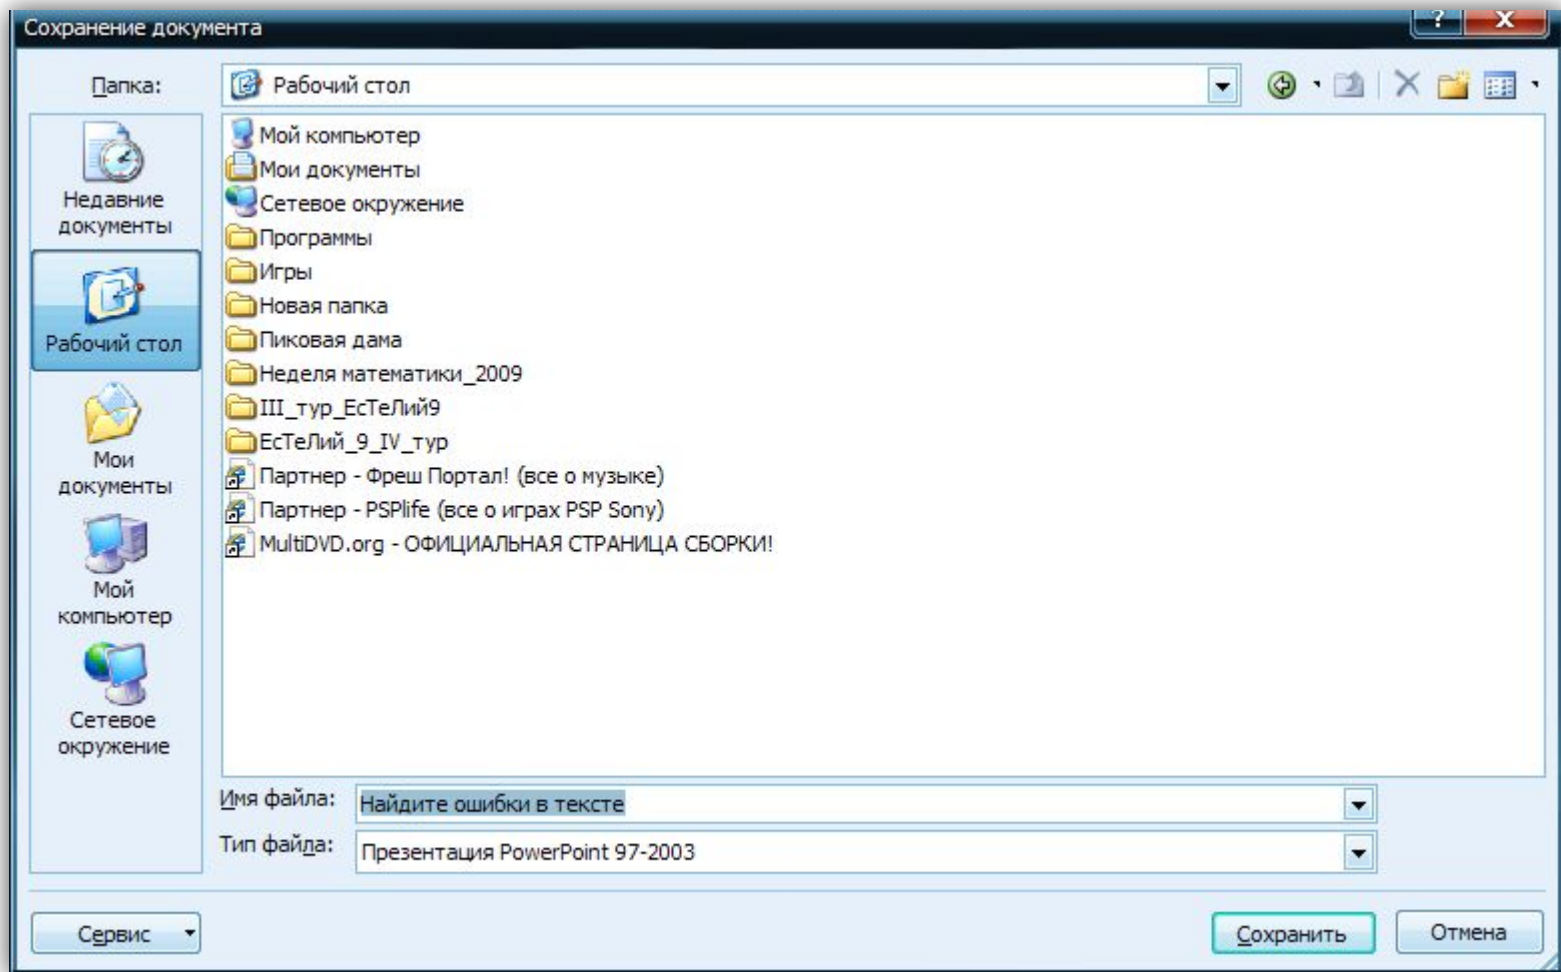 Сохранение документа
?
X
Папка:
Рабочий стол
Недавние
документы
Рабочий стол
Мои
документы
Мой
компьютер
Сетевое
окружение
Мой компьютер
Мои документы
Сетевое окружение
Программы
Игры
Новая папка
Пиковая дама
Неделя математики_2009
III_тур_ЕсТеЛий9
ЕсТеЛий_9_IV_тур
Партнер - Фреш Портал! (все о музыке)
Партнер - PSPlife (все о играх PSP Sony)
MultiDVD.org - ОФИЦИАЛЬНАЯ СТРАНИЦА СБОРКИ!
Имя файла:
Найдите ошибки в тексте
Тип файла:
Презентация PowerPoint 97-2003
Сервис
Сохранить
Отмена